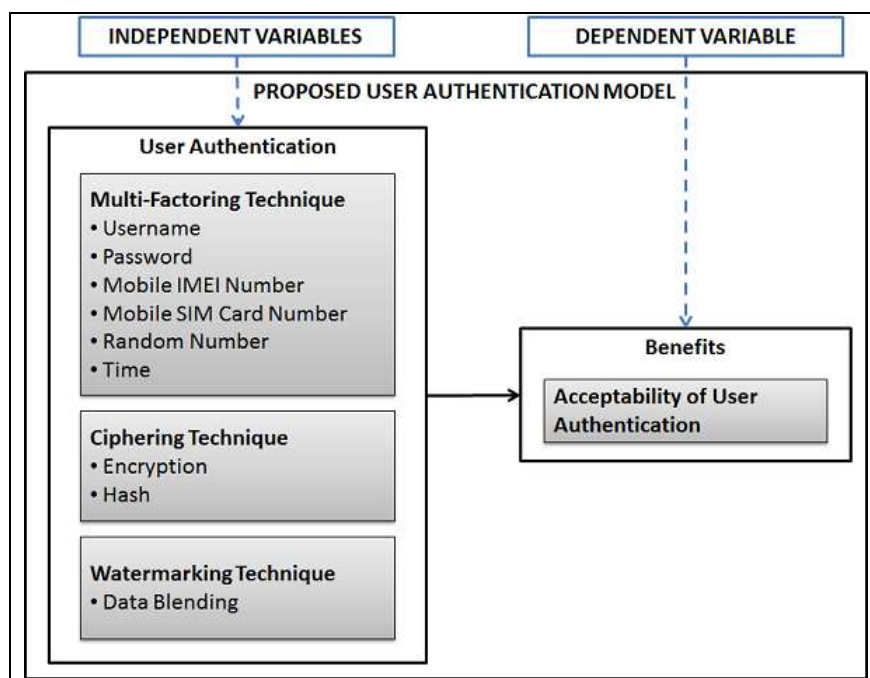 INDEPENDENT VARIABLES
DEPENDENT VARIABLE
PROPOSED USER AUTHENTICATION MODEL
User Authentication
Multi-Factoring Technique
• Username
• Password
• Mobile IMEI Number
• Mobile SIM Card Number
• Random Number
• Time
Ciphering Technique
• Encryption
• Hash
Watermarking Technique
• Data Blending
Benefits
Acceptability of User
Authentication